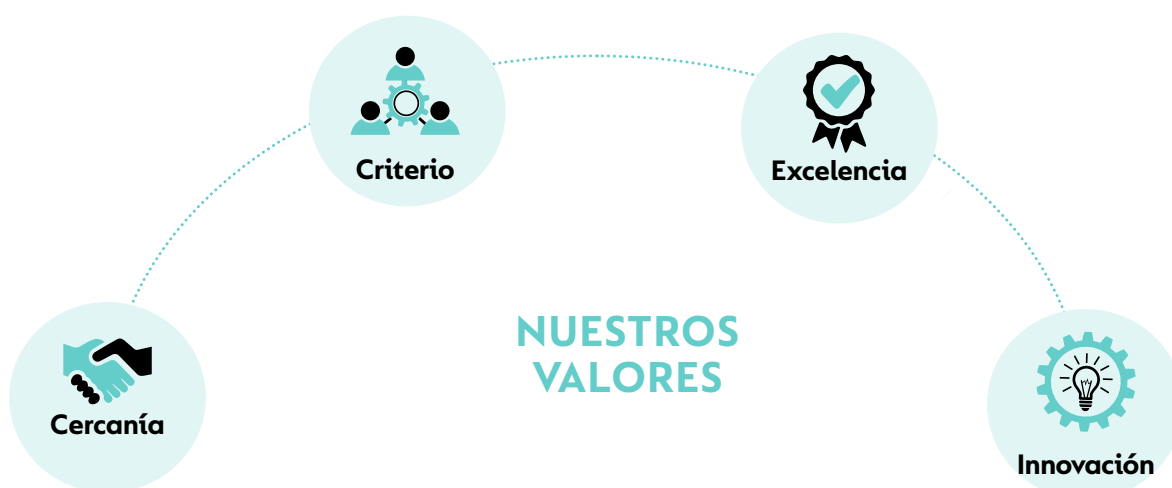 Criterio
Excelencia
NUESTROS
VALORES
Cercanía
Innovación